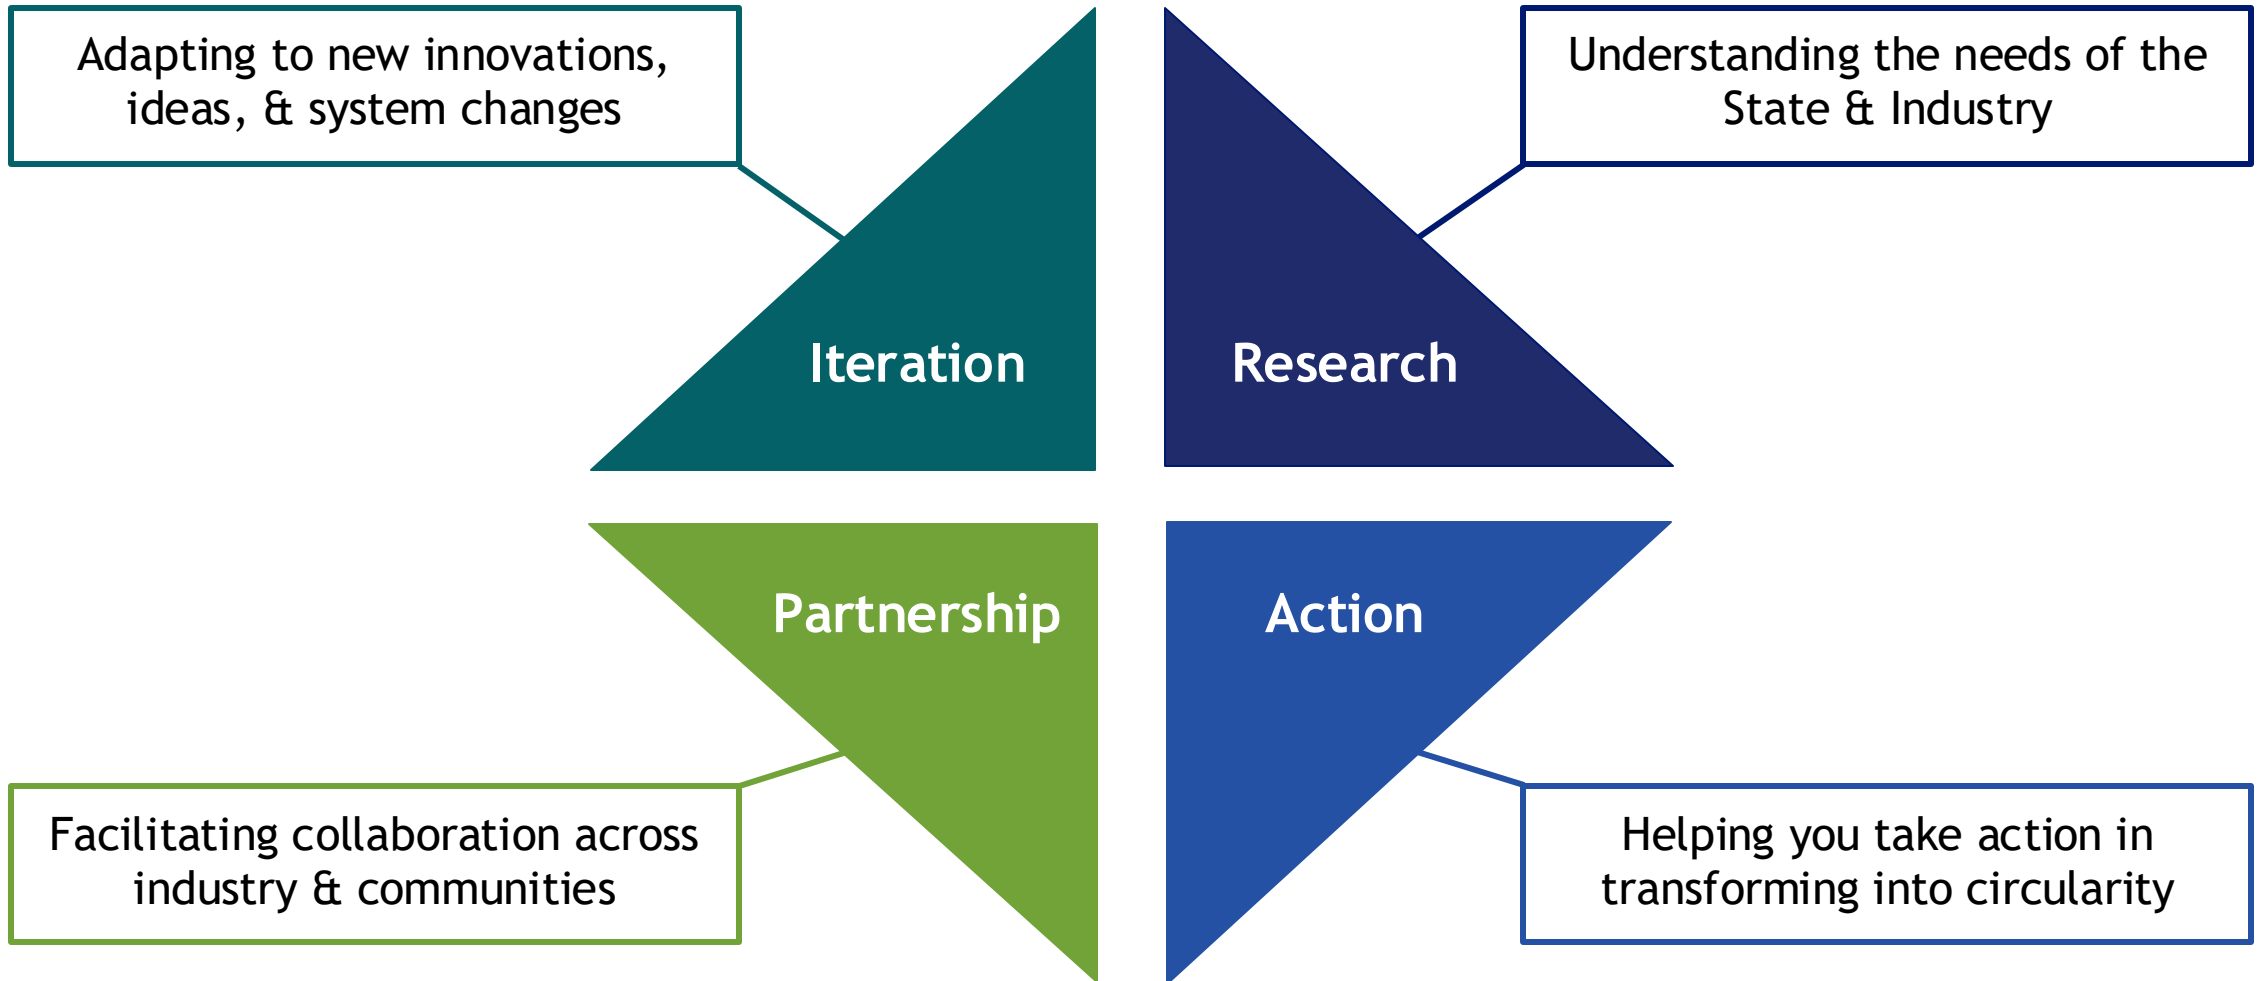 Adapting to new innovations,
ideas, & system changes
Understanding the needs of the
State & Industry
Iteration
Research
Partnership
Action
Facilitating collaboration across
industry & communities
Helping you take action in
transforming into circularity